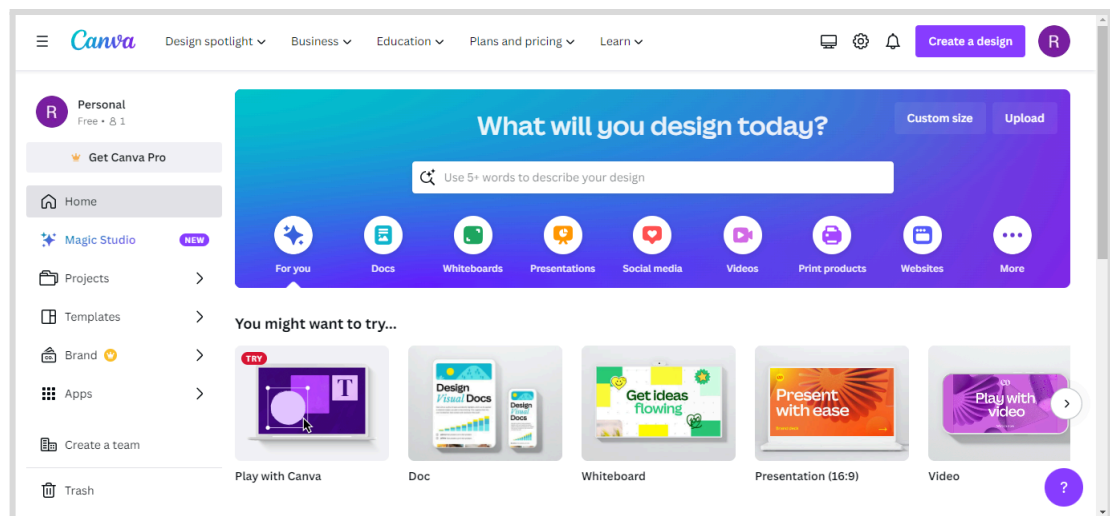 Canva
Design spotlight
Business
Education
Plans and pricing
Learn
Create a design
R
R
Personal
Free • 1
Get Canva Pro
Home
Magic Studio
NEW
Projects
Templates
Brand
Apps
Create a team
Trash
What will you design today?
Custom size
Upload
Use 5+ words to describe your design
For you
Docs
Whiteboards
Presentations
Social media
Videos
Print products
Websites
More
You might want to try...
TRY
T
Play with Canva
Design
Visual Docs
Design
Visual Docs
Doc
Get ideas
flowing
Whiteboard
Present
with ease
Presentation (16:9)
Play with
video
Video
?